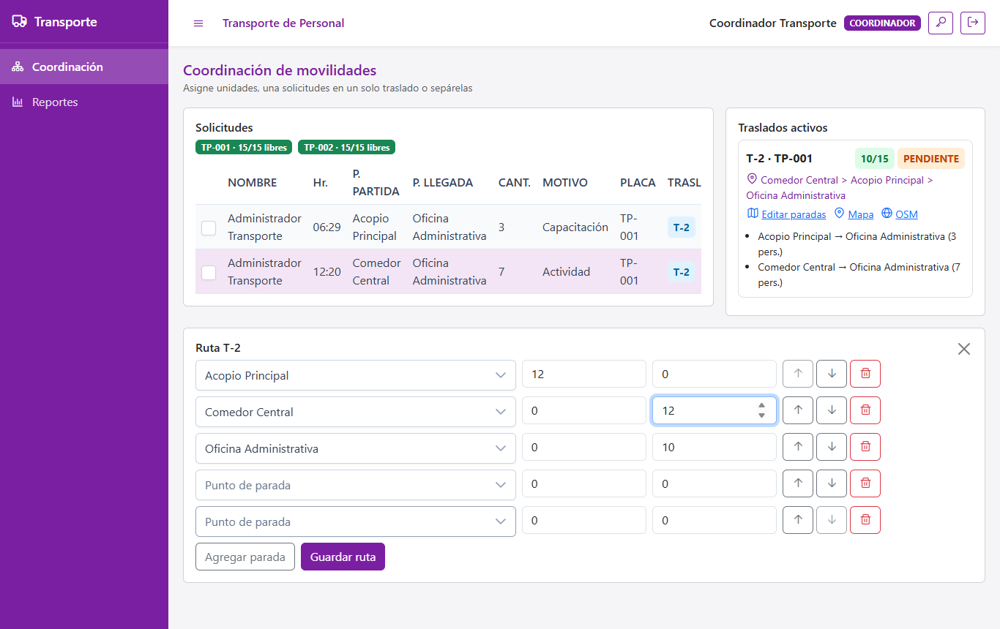 Transporte
Coordinación
Reportes
Transporte de Personal
Coordinador Transporte
COORDINADOR
Coordinación de movilidades
Asigne unidades, una solicitudes en un solo traslado o sepárelas
Solicitudes
TP-001 · 15/15 libres TP-002 · 15/15 libres
NOMBRE Hr. P. PARTIDA P. LLEGADA CANT. MOTIVO PLACA TRASL
Administrador Transporte 06:29 Acopio Principal Oficina Administrativa 3 Capacitación TP-001 T-2
Administrador Transporte 12:20 Comedor Central Oficina Administrativa 7 Actividad TP-001 T-2
Traslados activos
T-2 · TP-001 10/15 PENDIENTE
Comedor Central > Acopio Principal >
Oficina Administrativa
Editar paradas Mapa OSM
• Acopio Principal → Oficina Administrativa (3
pers.)
• Comedor Central → Oficina Administrativa (7
pers.)
Ruta T-2
Acopio Principal 12 0
Comedor Central 0 12
Oficina Administrativa 0 10
Punto de parada 0 0
Punto de parada 0 0
Agregar parada Guardar ruta